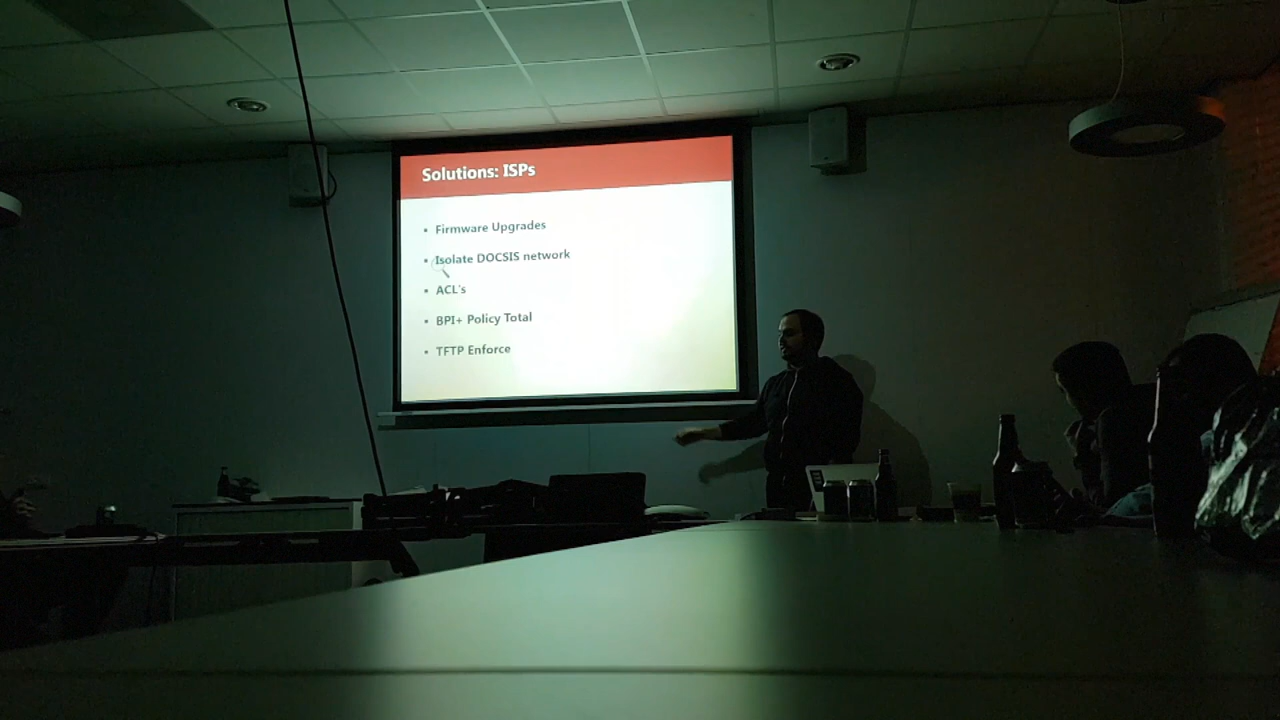 Solutions: ISPs
• Firmware Upgrades
• Isolate DOCSIS network
• ACL's
• BPI+ Policy Total
• TFTP Enforce